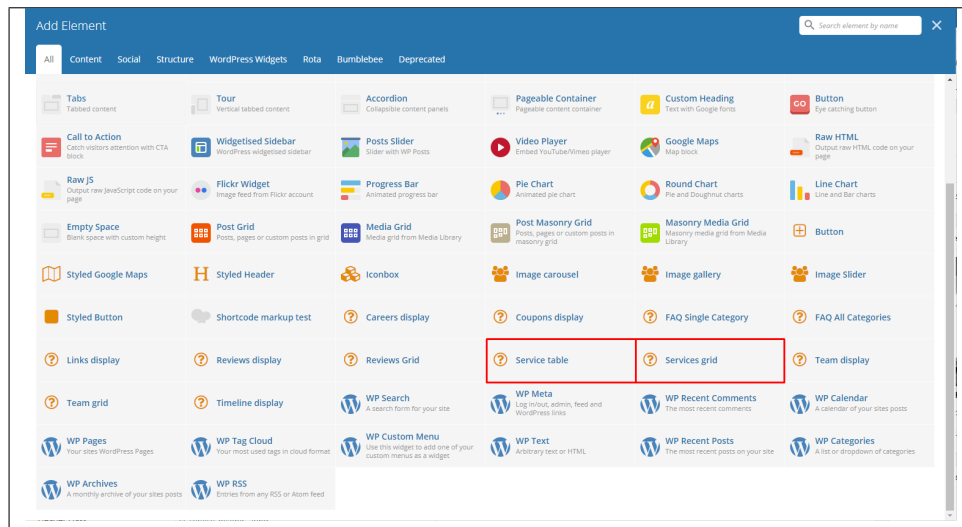 Add Element
Search element by name
All Content Social Structure WordPress Widgets Rota Bumblebee Deprecated
Tabs
Tabbed content
Tour
Vertical tabbed content
Accordion
Collapsible content panels
Pageable Container
Pageable content container
Custom Heading
Text with Google fonts
GO
Button
Eye catching button
Call to Action
Catch visitors attention with CTA
block
Widgetised Sidebar
WordPress widgetised sidebar
Posts Slider
Slider with WP Posts
Video Player
Embed YouTube/Vimeo player
Google Maps
Map block
Raw HTML
Output raw HTML code on your
page
Raw JS
Output raw JavaScript code on your
page
Flickr Widget
Image feed from Flickr account
Progress Bar
Animated progress bar
Pie Chart
Animated pie chart
Round Chart
Pie and Doughnut charts
Line Chart
Line and Bar charts
Empty Space
Blank space with custom height
Post Grid
Posts, pages or custom posts in grid
Media Grid
Media grid from Media Library
Post Masonry Grid
Posts, pages or custom posts in
masonry grid
Masonry Media Grid
Masonry media grid from Media
Library
Button
Styled Google Maps
H Styled Header
Iconbox
Image carousel
Image gallery
Image Slider
Styled Button
Shortcode markup test
? Careers display
? Coupons display
? FAQ Single Category
? FAQ All Categories
? Links display
? Reviews display
? Reviews Grid
? Service table
? Services grid
? Team display
? Team grid
? Timeline display
WP Search
A search form for your site
WP Meta
Log in/out, admin, feed and
WordPress links
WP Recent Comments
The most recent comments
WP Calendar
A calendar of your sites posts
WP Pages
Your sites WordPress Pages
WP Tag Cloud
Your most used tags in cloud format
WP Custom Menu
Use this widget to add one of your
custom menus as a widget
WP Text
Arbitrary text or HTML
WP Recent Posts
The most recent posts on your site
WP Categories
A list or dropdown of categories
WP Archives
A monthly archive of your sites posts
WP RSS
Entries from any RSS or Atom feed